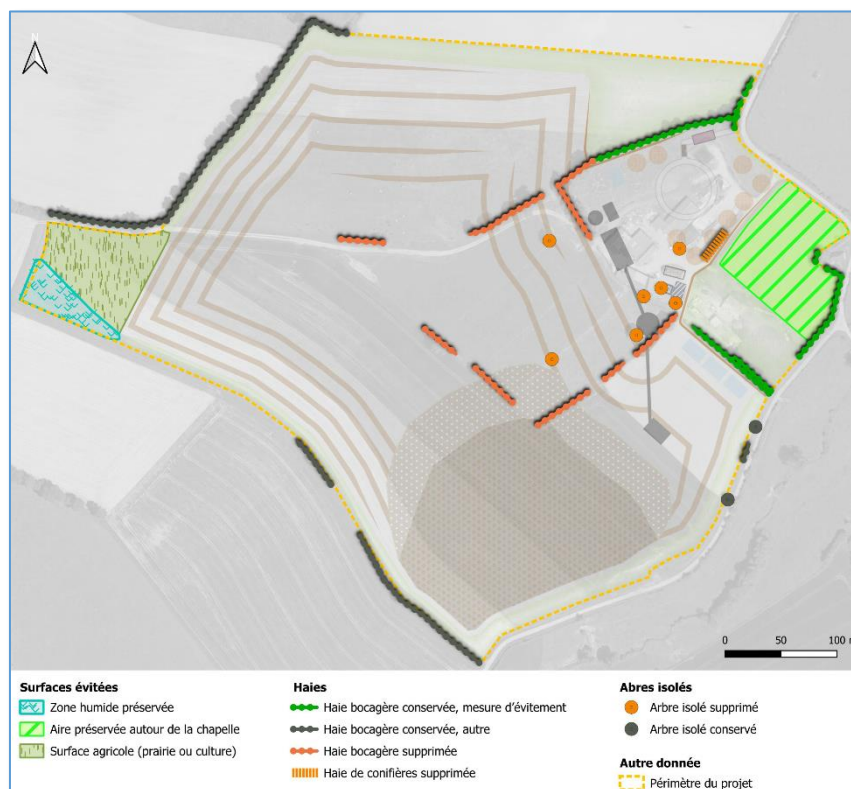 N
0 50 100 m
Surfaces évitées
Zone humide préservée
Aire préservée autour de la chapelle
Surface agricole (prairie ou culture)
Haies
Haie bocagère conservée, mesure d'évitement
Haie bocagère conservée, autre
Haie bocagère supprimée
Haie de conifères supprimée
Abres isolés
Arbre isolé supprimé
Arbre isolé conservé
Autre donnée
Périmètre du projet